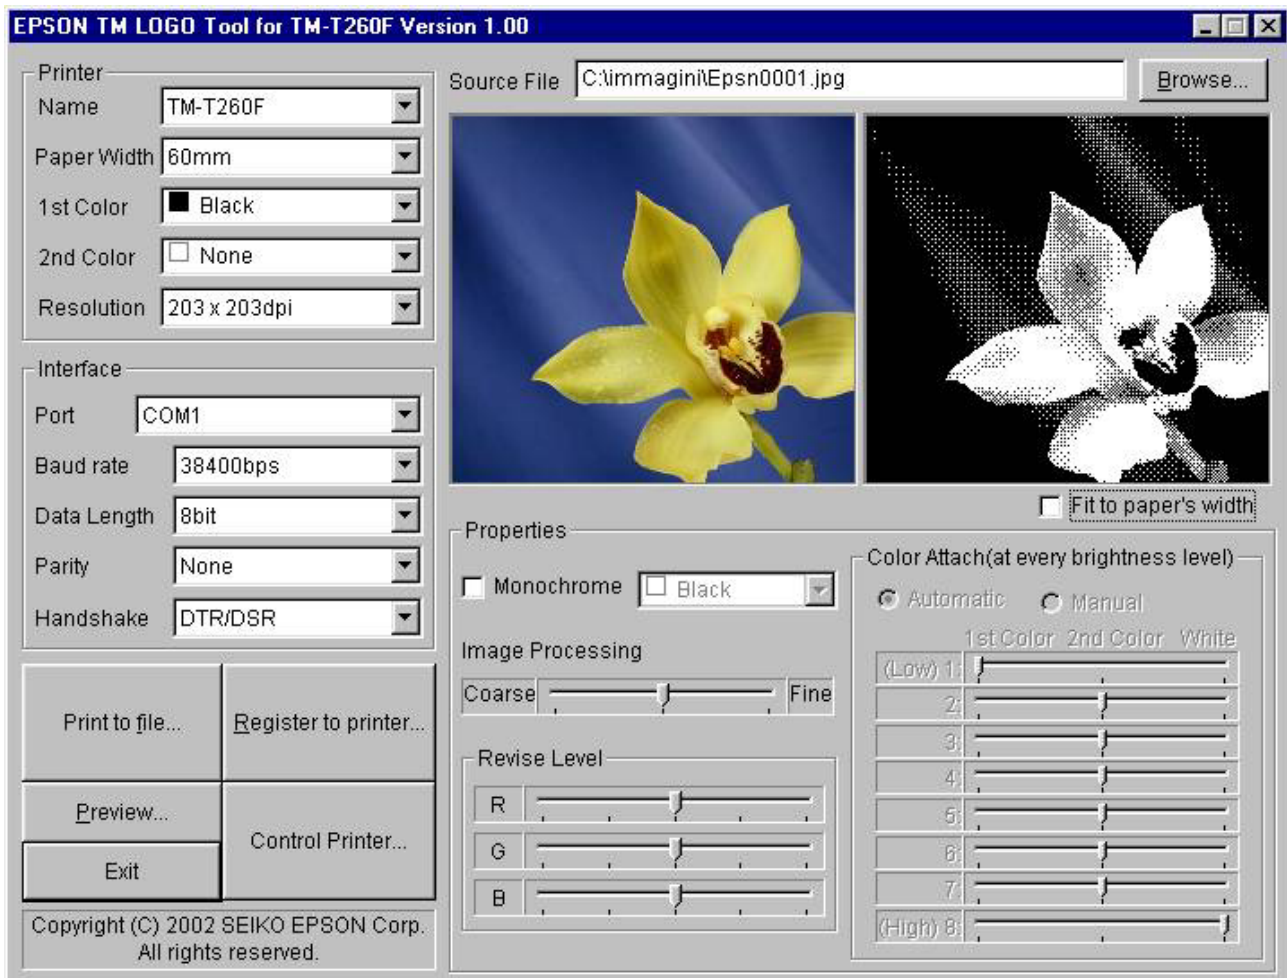 EPSON TM LOGO Tool for TM-T260F Version 1.00
Printer
Name TM-T260F
Paper Width 60mm
1st Color Black
2nd Color None
Resolution 203 x 203dpi
Interface
Port COM1
Baud rate 38400bps
Data Length 8bit
Parity None
Handshake DTR/DSR
Print to file...
Register to printer...
Preview...
Control Printer...
Exit
Copyright (C) 2002 SEIKO EPSON Corp.
All rights reserved.
Source File C:\immagini\Epsn0001.jpg Browse...
Fit to paper's width
Properties
Monochrome Black
Image Processing
Coarse Fine
Revise Level
R
G
B
Color Attach(at every brightness level)
Automatic Manual
1st Color 2nd Color White
(Low) 1:
2:
3:
4:
5:
6:
7:
(High) 8: